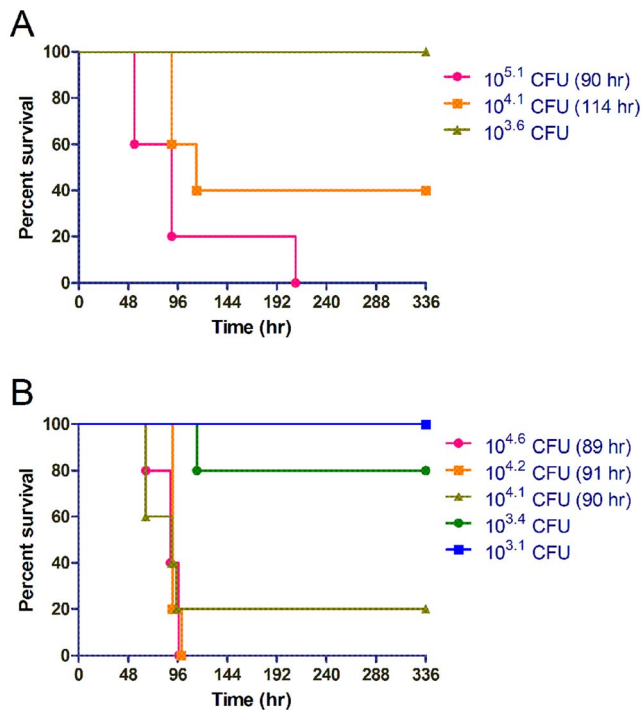 A
Percent survival
100
80
60
40
20
0
0 48 96 144 192 240 288 336
Time (hr)
10^5.1 CFU (90 hr)
10^4.1 CFU (114 hr)
10^3.6 CFU
B
Percent survival
100
80
60
40
20
0
0 48 96 144 192 240 288 336
Time (hr)
10^4.6 CFU (89 hr)
10^4.2 CFU (91 hr)
10^4.1 CFU (90 hr)
10^3.4 CFU
10^3.1 CFU